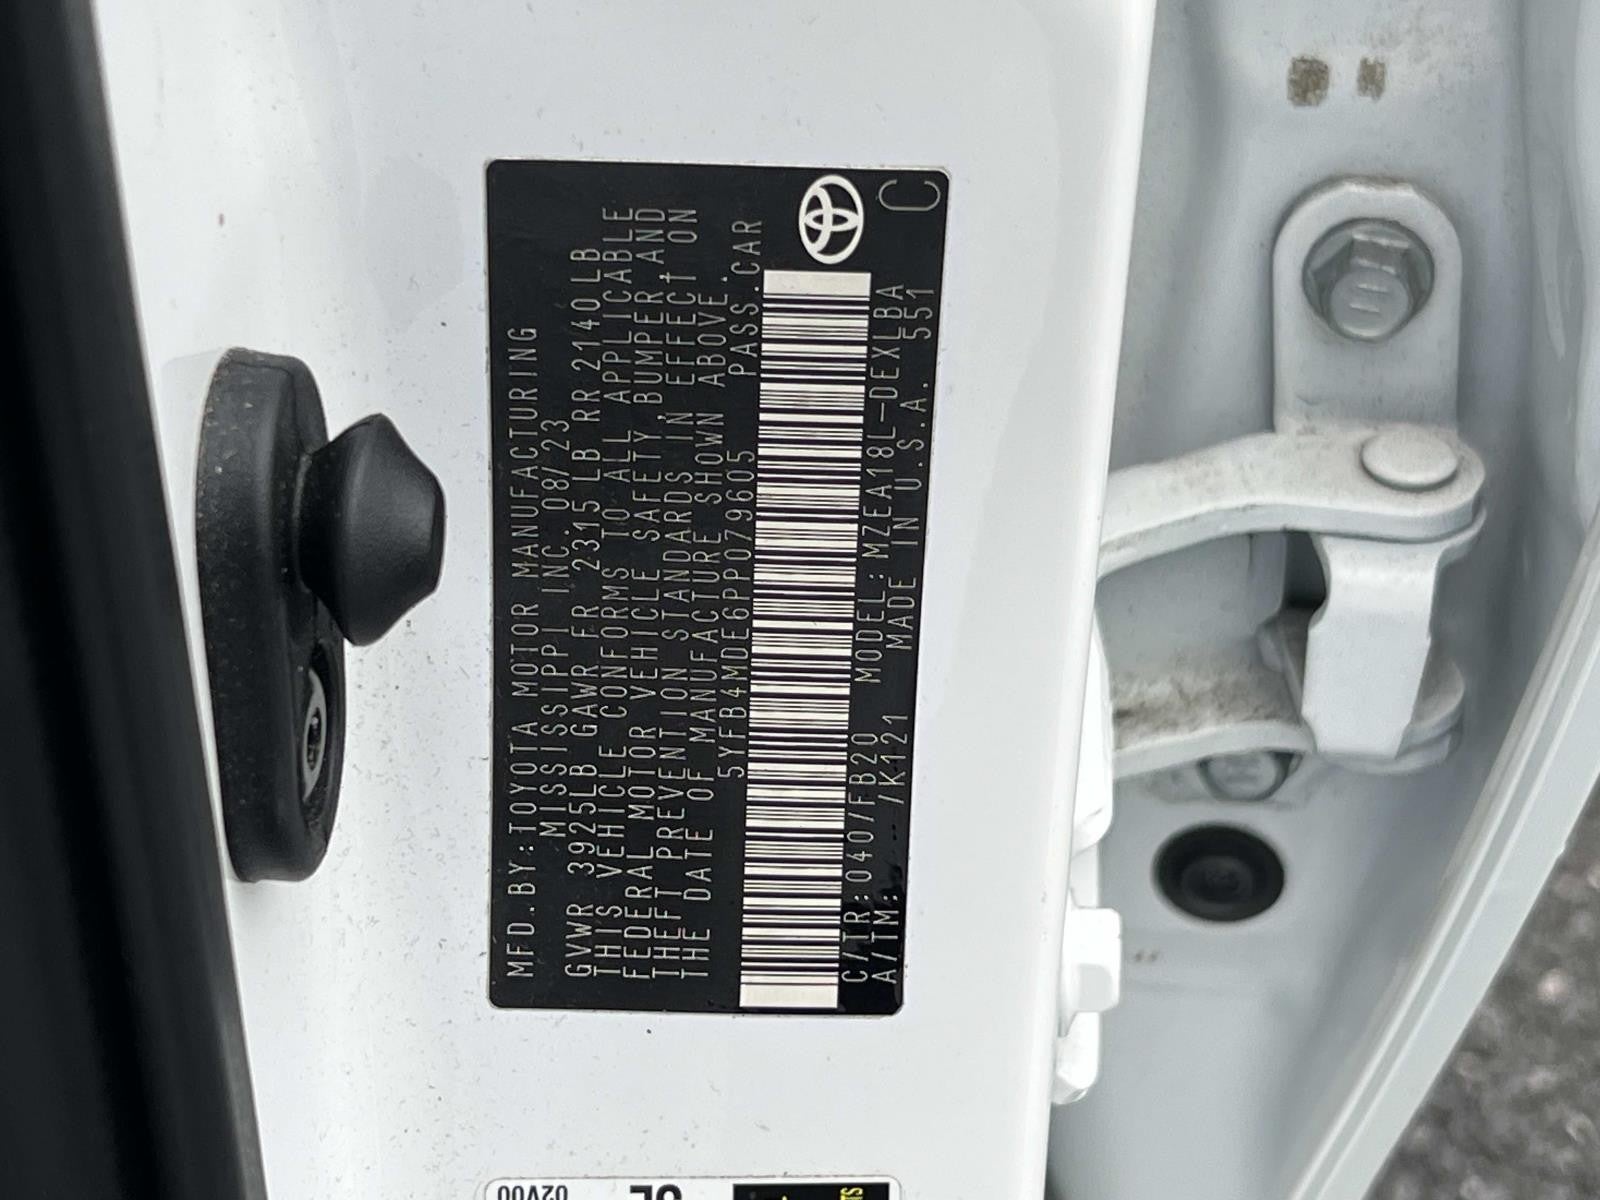 MFD.BY:TOYOTA MOTOR MANUFACTURING
MISSISSIPPI INC. 08/23
GVWR 3925LB GAWR FR 2315LB RR 2140LB
THIS VEHICLE CONFORMS TO ALL APPLICABLE
FEDERAL MOTOR VEHICLE SAFETY,BUMPER,AND
THEFT PREVENTION STANDARDS IN EFFECT ON
THE DATE OF MANUFACTURE SHOWN ABOVE.
5YFB4MDE6PP079605 PASS.CAR
C/TR:040/FB20 MODEL:MZEA18L-DEXLBA
A/TM: /K121 MADE IN U.S.A. 551
C
02V00